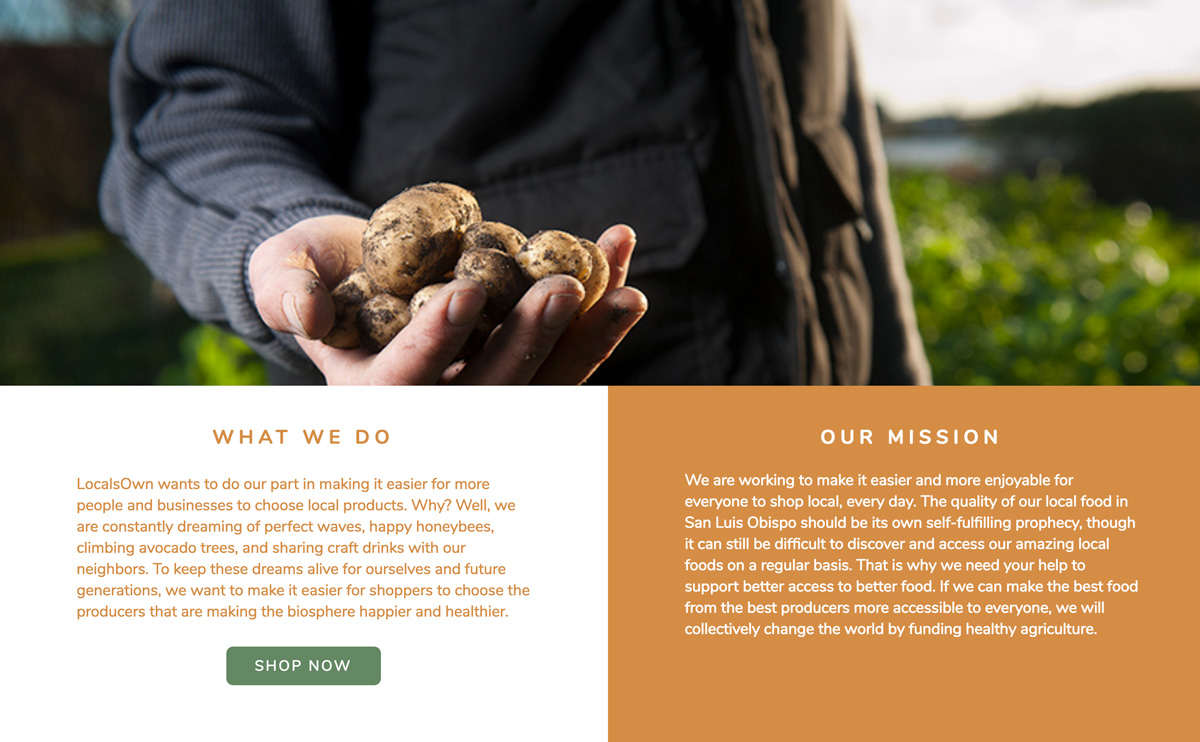 WHAT WE DO
LocalsOwn wants to do our part in making it easier for more
people and businesses to choose local products. Why? Well, we
are constantly dreaming of perfect waves, happy honeybees,
climbing avocado trees, and sharing craft drinks with our
neighbors. To keep these dreams alive for ourselves and future
generations, we want to make it easier for shoppers to choose the
producers that are making the biosphere happier and healthier.
SHOP NOW
OUR MISSION
We are working to make it easier and more enjoyable for
everyone to shop local, every day. The quality of our local food in
San Luis Obispo should be its own self-fulfilling prophecy, though
it can still be difficult to discover and access our amazing local
foods on a regular basis. That is why we need your help to
support better access to better food. If we can make the best food
from the best producers more accessible to everyone, we will
collectively change the world by funding healthy agriculture.